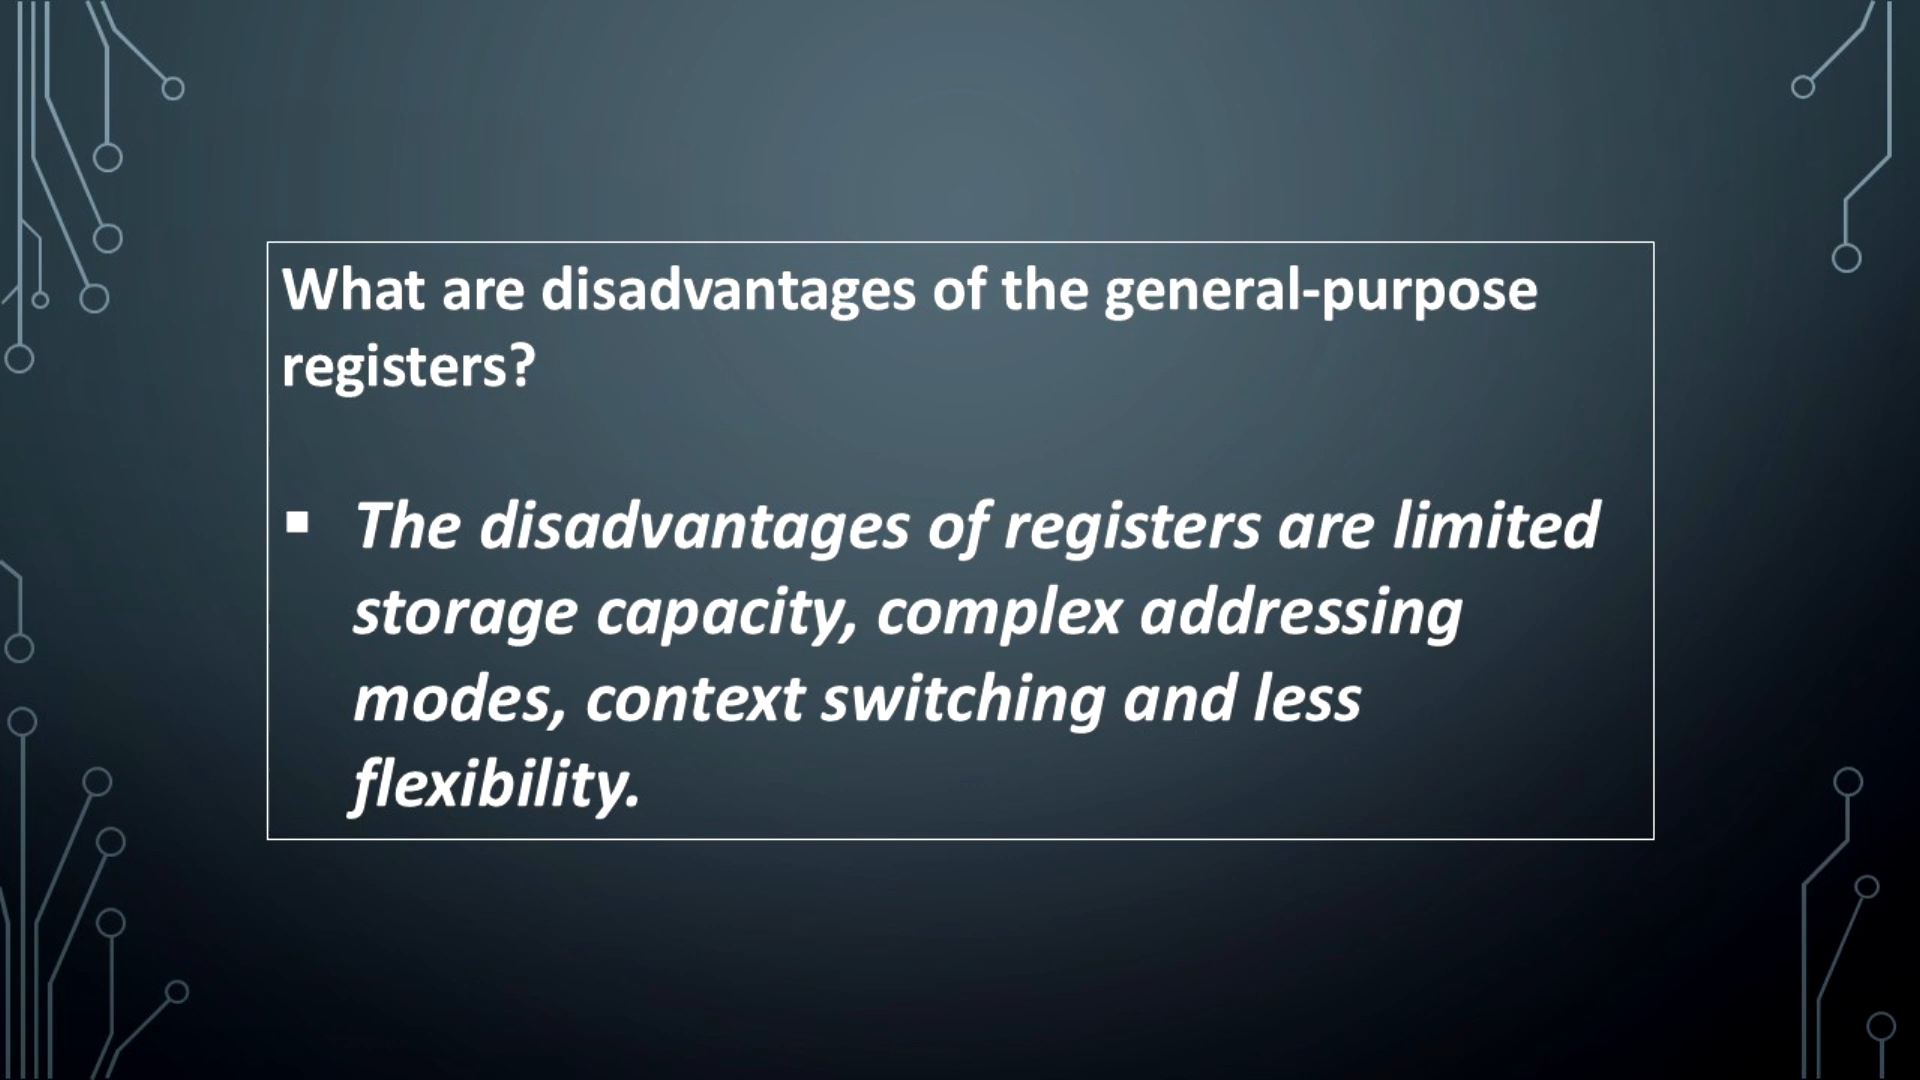 What are disadvantages of the general-purpose
registers?
▪ The disadvantages of registers are limited
storage capacity, complex addressing
modes, context switching and less
flexibility.